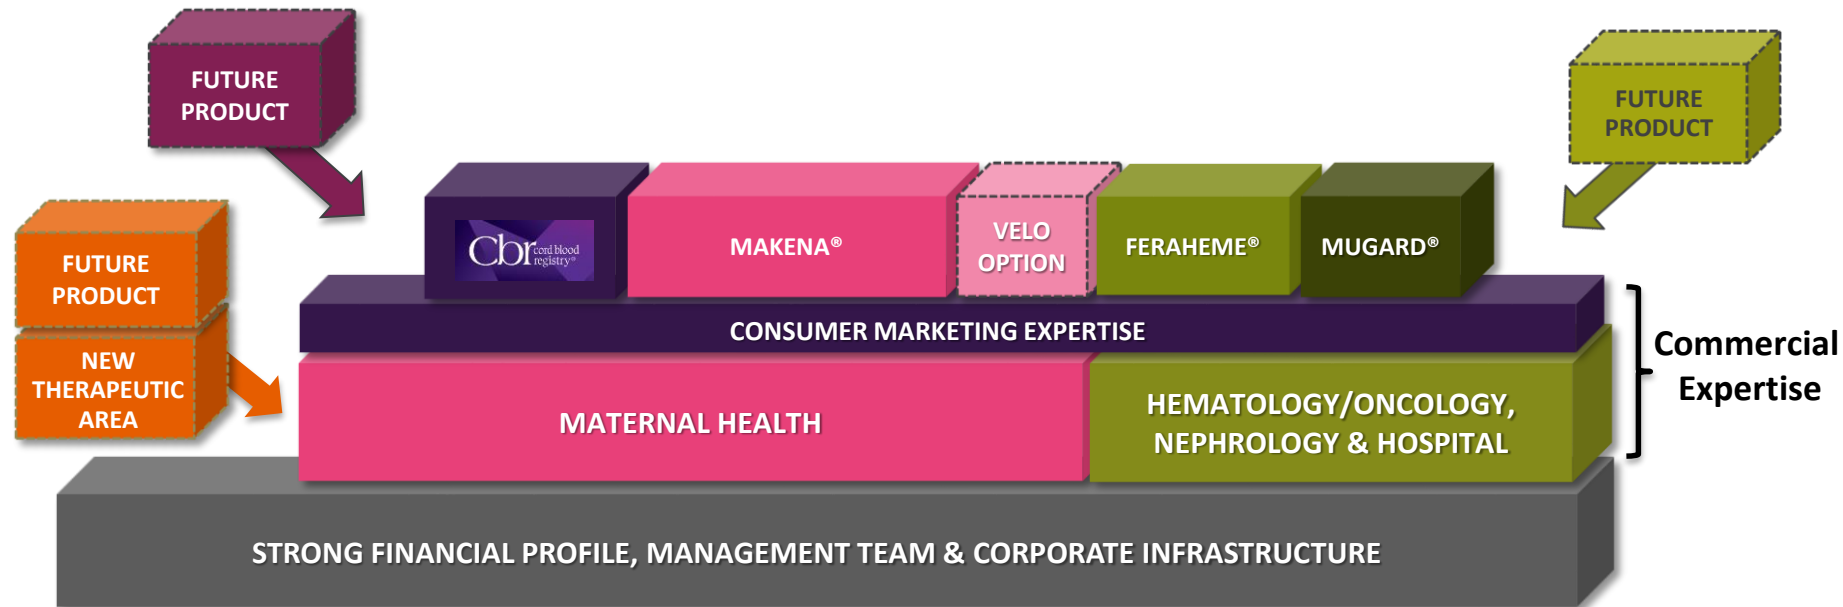 FUTURE
PRODUCT
FUTURE
PRODUCT
FUTURE
PRODUCT
NEW
THERAPEUTIC
AREA
Cbr cord blood
registry®
MAKENA®
VELO
OPTION
FERAHEME®
MUGARD®
CONSUMER MARKETING EXPERTISE
MATERNAL HEALTH
HEMATOLOGY/ONCOLOGY,
NEPHROLOGY & HOSPITAL
Commercial
Expertise
STRONG FINANCIAL PROFILE, MANAGEMENT TEAM & CORPORATE INFRASTRUCTURE